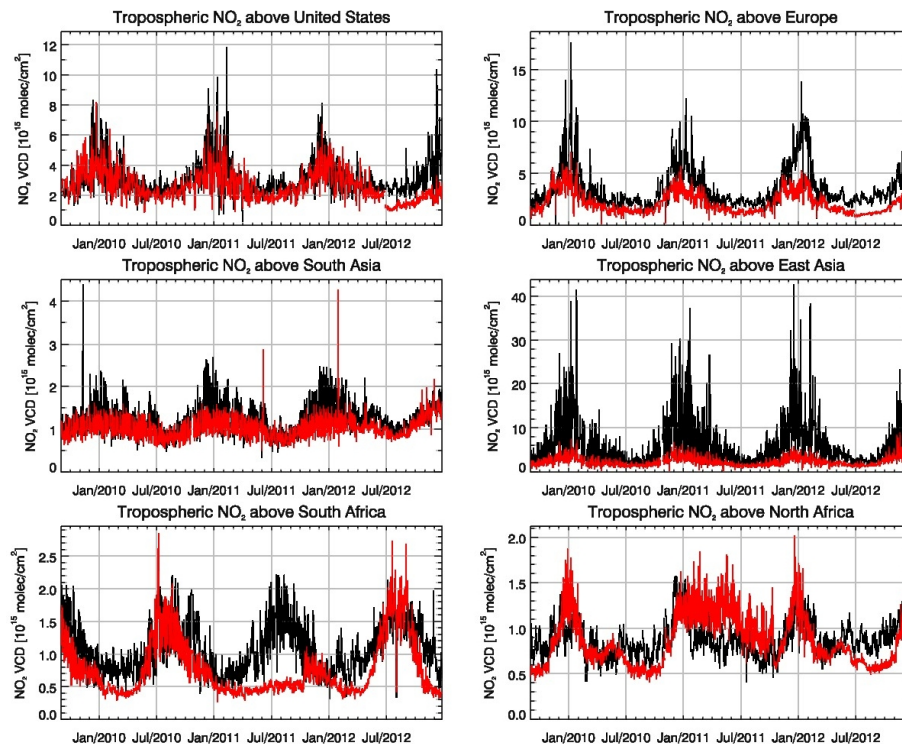 Tropospheric NO₂ above United States
NO₂ VCD [10¹⁵ molec/cm²]
12
10
8
6
4
2
0
Jan/2010 Jul/2010 Jan/2011 Jul/2011 Jan/2012 Jul/2012
Tropospheric NO₂ above Europe
NO₂ VCD [10¹⁵ molec/cm²]
15
10
5
0
Jan/2010 Jul/2010 Jan/2011 Jul/2011 Jan/2012 Jul/2012
Tropospheric NO₂ above South Asia
NO₂ VCD [10¹⁵ molec/cm²]
4
3
2
1
0
Jan/2010 Jul/2010 Jan/2011 Jul/2011 Jan/2012 Jul/2012
Tropospheric NO₂ above East Asia
NO₂ VCD [10¹⁵ molec/cm²]
40
30
20
10
0
Jan/2010 Jul/2010 Jan/2011 Jul/2011 Jan/2012 Jul/2012
Tropospheric NO₂ above South Africa
NO₂ VCD [10¹⁵ molec/cm²]
2.5
2.0
1.5
1.0
0.5
0.0
Jan/2010 Jul/2010 Jan/2011 Jul/2011 Jan/2012 Jul/2012
Tropospheric NO₂ above North Africa
NO₂ VCD [10¹⁵ molec/cm²]
2.0
1.5
1.0
0.5
0.0
Jan/2010 Jul/2010 Jan/2011 Jul/2011 Jan/2012 Jul/2012